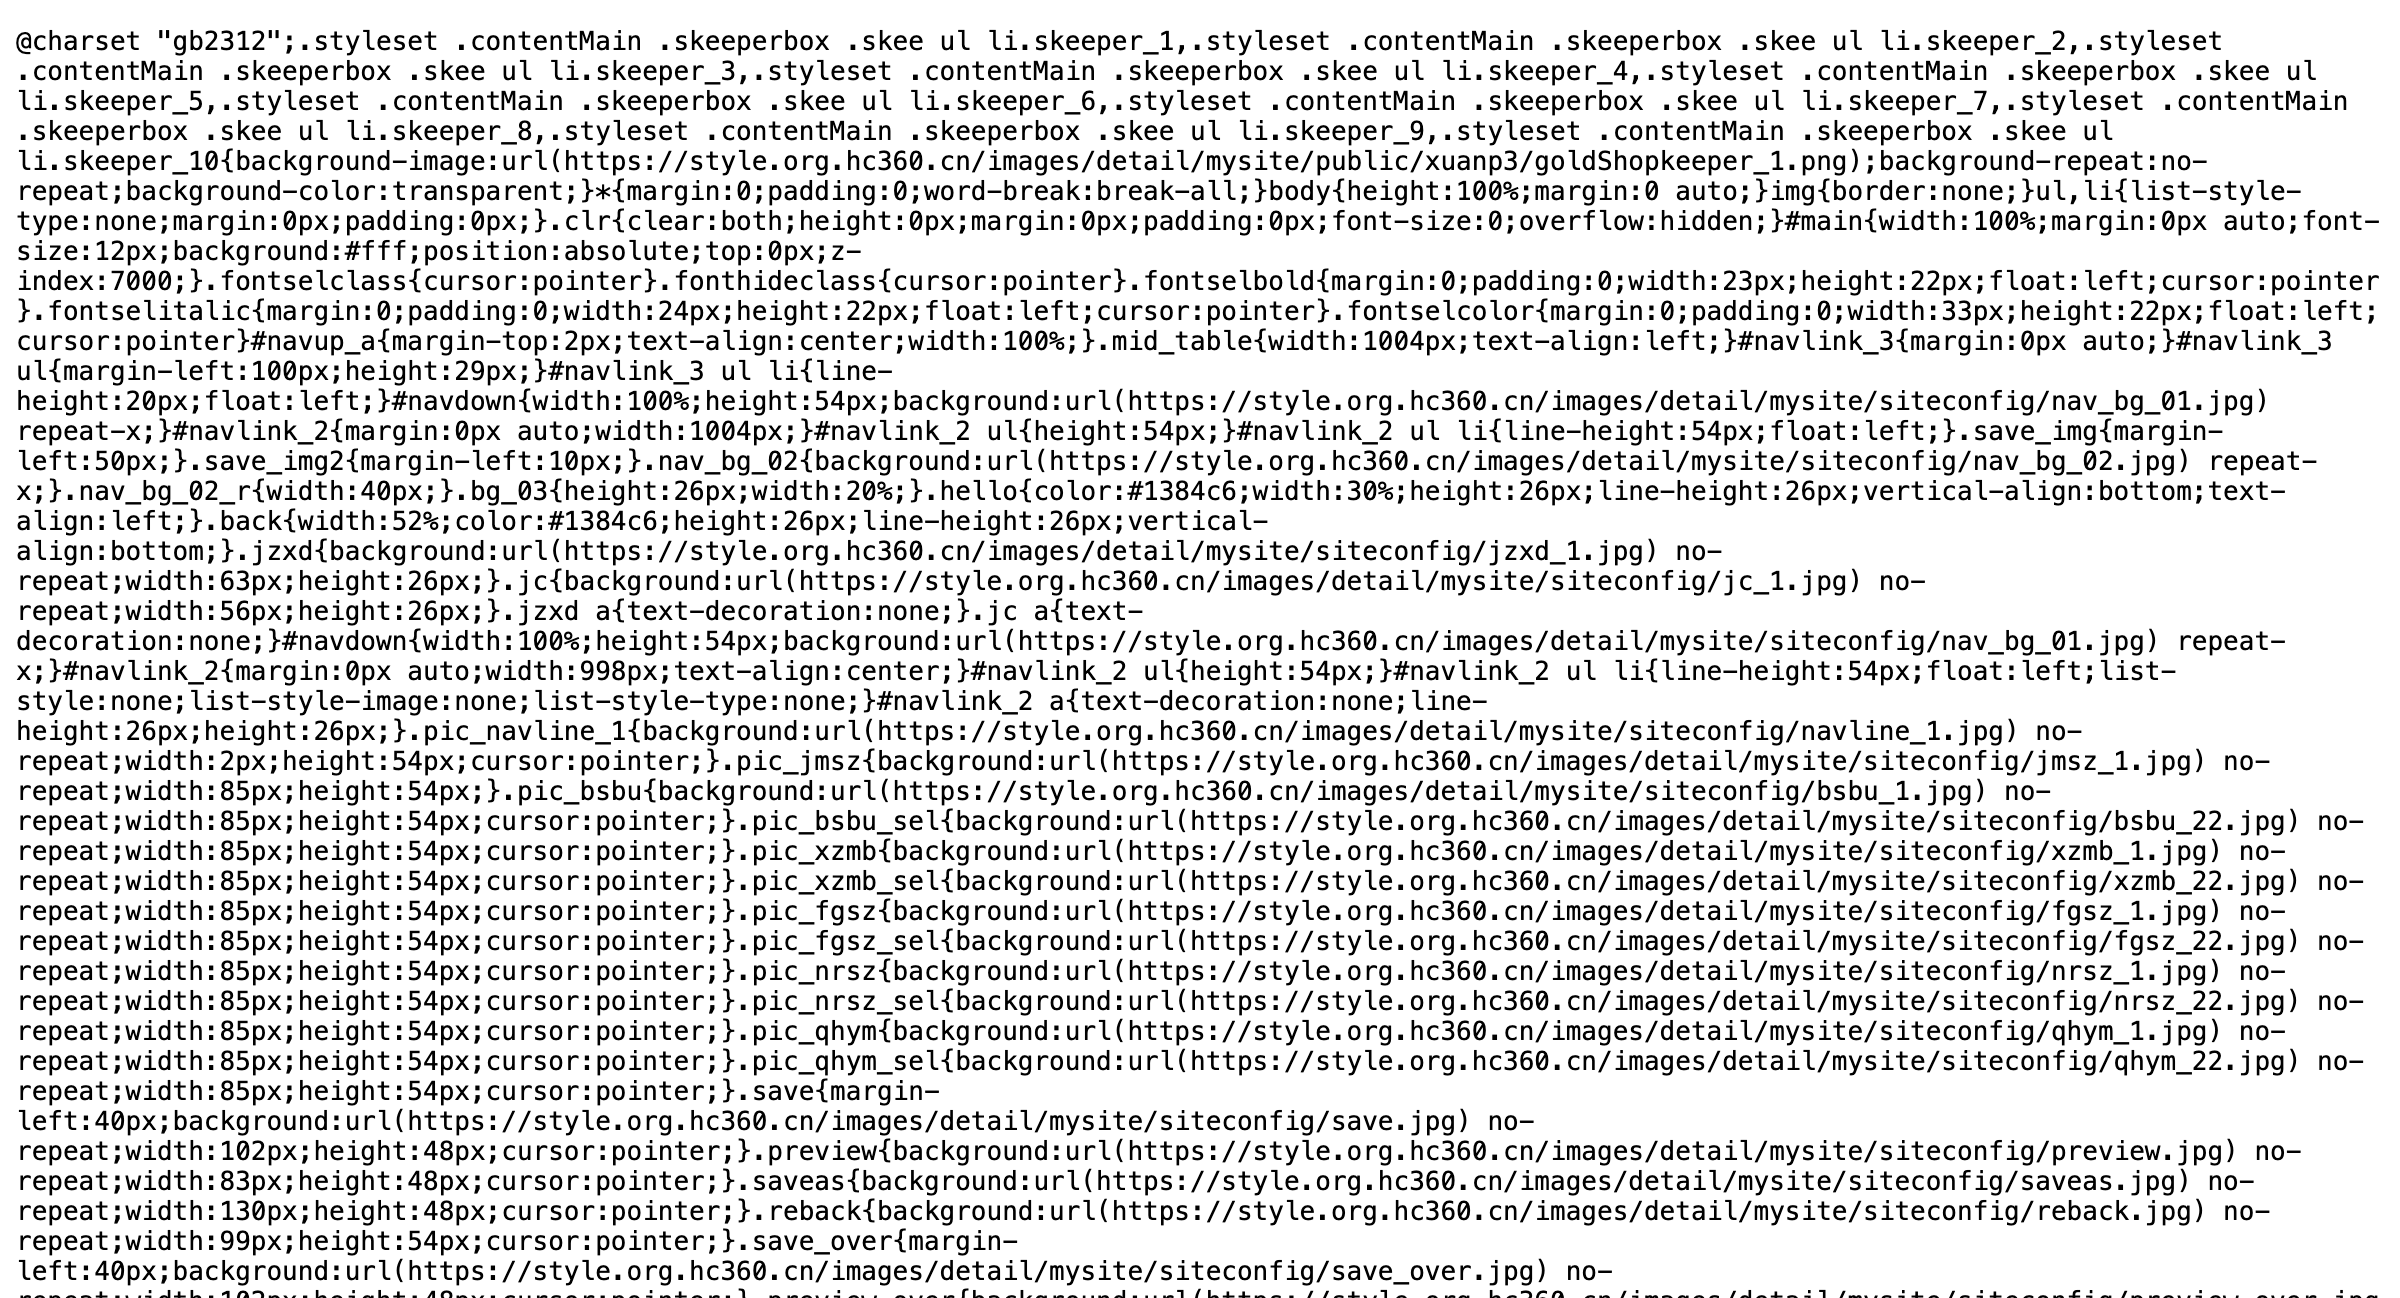 @charset "gb2312";.styleset .contentMain .skeeperbox .skee ul li.skeeper_1,.styleset .contentMain .skeeperbox .skee ul li.skeeper_2,.styleset
.contentMain .skeeperbox .skee ul li.skeeper_3,.styleset .contentMain .skeeperbox .skee ul li.skeeper_4,.styleset .contentMain .skeeperbox .skee ul
li.skeeper_5,.styleset .contentMain .skeeperbox .skee ul li.skeeper_6,.styleset .contentMain .skeeperbox .skee ul li.skeeper_7,.styleset .contentMain
.skeeperbox .skee ul li.skeeper_8,.styleset .contentMain .skeeperbox .skee ul li.skeeper_9,.styleset .contentMain .skeeperbox .skee ul
li.skeeper_10{background-image:url(https://style.org.hc360.cn/images/detail/mysite/public/xuanp3/goldShopkeeper_1.png);background-repeat:no-
repeat;background-color:transparent;}*{margin:0;padding:0;word-break:break-all;}body{height:100%;margin:0 auto;}img{border:none;}ul,li{list-style-
type:none;margin:0px;padding:0px;}.clr{clear:both;height:0px;margin:0px;padding:0px;font-size:0;overflow:hidden;}#main{width:100%;margin:0px auto;font-
size:12px;background:#fff;position:absolute;top:0px;z-
index:7000;}.fontselclass{cursor:pointer}.fonthideclass{cursor:pointer}.fontselbold{margin:0;padding:0;width:23px;height:22px;float:left;cursor:pointer
}.fontselitalic{margin:0;padding:0;width:24px;height:22px;float:left;cursor:pointer}.fontselcolor{margin:0;padding:0;width:33px;height:22px;float:left;
cursor:pointer}#navup_a{margin-top:2px;text-align:center;width:100%;}.mid_table{width:1004px;text-align:left;}#navlink_3{margin:0px auto;}#navlink_3
ul{margin-left:100px;height:29px;}#navlink_3 ul li{line-
height:20px;float:left;}#navdown{width:100%;height:54px;background:url(https://style.org.hc360.cn/images/detail/mysite/siteconfig/nav_bg_01.jpg)
repeat-x;}#navlink_2{margin:0px auto;width:1004px;}#navlink_2 ul{height:54px;}#navlink_2 ul li{line-height:54px;float:left;}.save_img{margin-
left:50px;}.save_img2{margin-left:10px;}.nav_bg_02{background:url(https://style.org.hc360.cn/images/detail/mysite/siteconfig/nav_bg_02.jpg) repeat-
x;}.nav_bg_02_r{width:40px;}.bg_03{height:26px;width:20%;}.hello{color:#1384c6;width:30%;height:26px;line-height:26px;vertical-align:bottom;text-
align:left;}.back{width:52%;color:#1384c6;height:26px;line-height:26px;vertical-
align:bottom;}.jzxd{background:url(https://style.org.hc360.cn/images/detail/mysite/siteconfig/jzxd_1.jpg) no-
repeat;width:63px;height:26px;}.jc{background:url(https://style.org.hc360.cn/images/detail/mysite/siteconfig/jc_1.jpg) no-
repeat;width:56px;height:26px;}.jzxd a{text-decoration:none;}.jc a{text-
decoration:none;}#navdown{width:100%;height:54px;background:url(https://style.org.hc360.cn/images/detail/mysite/siteconfig/nav_bg_01.jpg) repeat-
x;}#navlink_2{margin:0px auto;width:998px;text-align:center;}#navlink_2 ul{height:54px;}#navlink_2 ul li{line-height:54px;float:left;list-
style:none;list-style-image:none;list-style-type:none;}#navlink_2 a{text-decoration:none;line-
height:26px;height:26px;}.pic_navline_1{background:url(https://style.org.hc360.cn/images/detail/mysite/siteconfig/navline_1.jpg) no-
repeat;width:2px;height:54px;cursor:pointer;}.pic_jmsz{background:url(https://style.org.hc360.cn/images/detail/mysite/siteconfig/jmsz_1.jpg) no-
repeat;width:85px;height:54px;}.pic_bsbu{background:url(https://style.org.hc360.cn/images/detail/mysite/siteconfig/bsbu_1.jpg) no-
repeat;width:85px;height:54px;cursor:pointer;}.pic_bsbu_sel{background:url(https://style.org.hc360.cn/images/detail/mysite/siteconfig/bsbu_22.jpg) no-
repeat;width:85px;height:54px;cursor:pointer;}.pic_xzmb{background:url(https://style.org.hc360.cn/images/detail/mysite/siteconfig/xzmb_1.jpg) no-
repeat;width:85px;height:54px;cursor:pointer;}.pic_xzmb_sel{background:url(https://style.org.hc360.cn/images/detail/mysite/siteconfig/xzmb_22.jpg) no-
repeat;width:85px;height:54px;cursor:pointer;}.pic_fgsz{background:url(https://style.org.hc360.cn/images/detail/mysite/siteconfig/fgsz_1.jpg) no-
repeat;width:85px;height:54px;cursor:pointer;}.pic_fgsz_sel{background:url(https://style.org.hc360.cn/images/detail/mysite/siteconfig/fgsz_22.jpg) no-
repeat;width:85px;height:54px;cursor:pointer;}.pic_nrsz{background:url(https://style.org.hc360.cn/images/detail/mysite/siteconfig/nrsz_1.jpg) no-
repeat;width:85px;height:54px;cursor:pointer;}.pic_nrsz_sel{background:url(https://style.org.hc360.cn/images/detail/mysite/siteconfig/nrsz_22.jpg) no-
repeat;width:85px;height:54px;cursor:pointer;}.pic_qhym{background:url(https://style.org.hc360.cn/images/detail/mysite/siteconfig/qhym_1.jpg) no-
repeat;width:85px;height:54px;cursor:pointer;}.pic_qhym_sel{background:url(https://style.org.hc360.cn/images/detail/mysite/siteconfig/qhym_22.jpg) no-
repeat;width:85px;height:54px;cursor:pointer;}.save{margin-
left:40px;background:url(https://style.org.hc360.cn/images/detail/mysite/siteconfig/save.jpg) no-
repeat;width:102px;height:48px;cursor:pointer;}.preview{background:url(https://style.org.hc360.cn/images/detail/mysite/siteconfig/preview.jpg) no-
repeat;width:83px;height:48px;cursor:pointer;}.saveas{background:url(https://style.org.hc360.cn/images/detail/mysite/siteconfig/saveas.jpg) no-
repeat;width:130px;height:48px;cursor:pointer;}.reback{background:url(https://style.org.hc360.cn/images/detail/mysite/siteconfig/reback.jpg) no-
repeat;width:99px;height:54px;cursor:pointer;}.save_over{margin-
left:40px;background:url(https://style.org.hc360.cn/images/detail/mysite/siteconfig/save_over.jpg) no-